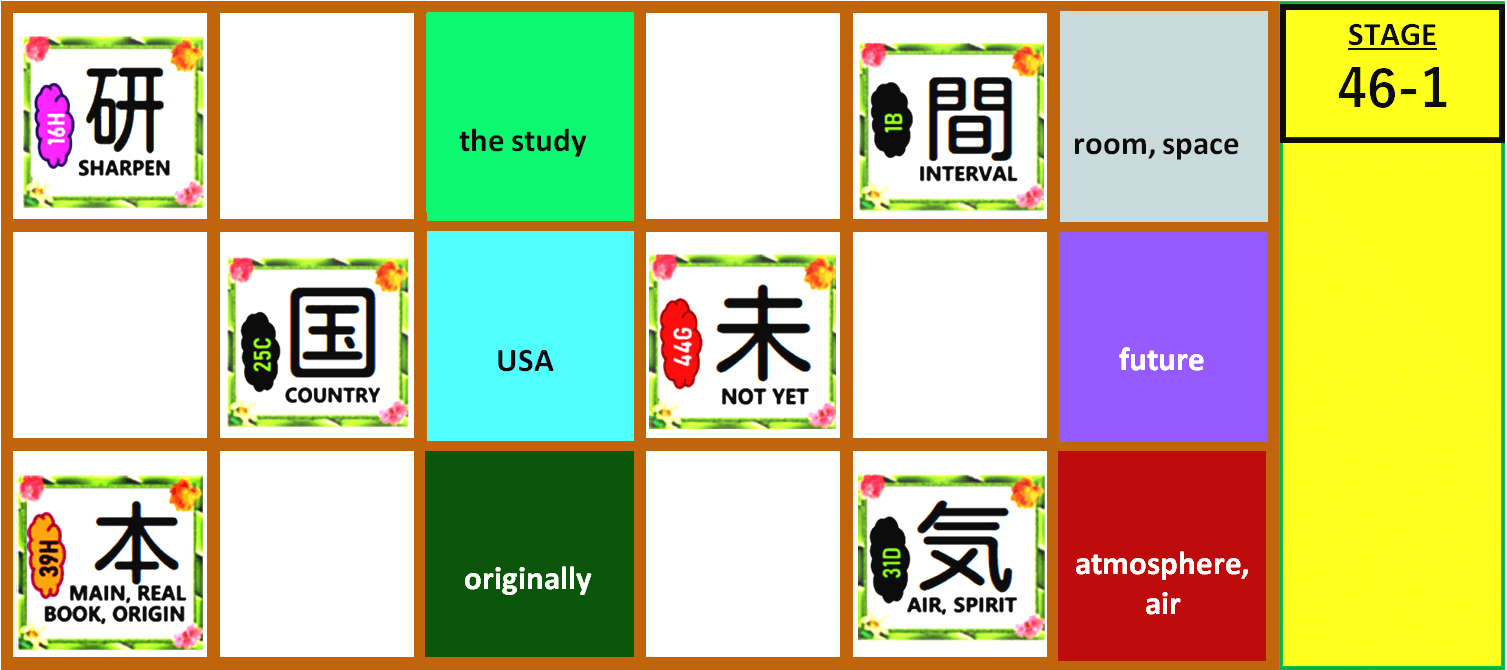 16H
研
SHARPEN
the study
1B
間
INTERVAL
room, space
STAGE
46-1
25C
国
COUNTRY
USA
44G
未
NOT YET
future
39H
本
MAIN, REAL
BOOK, ORIGIN
originally
31D
気
AIR, SPIRIT
atmosphere,
air